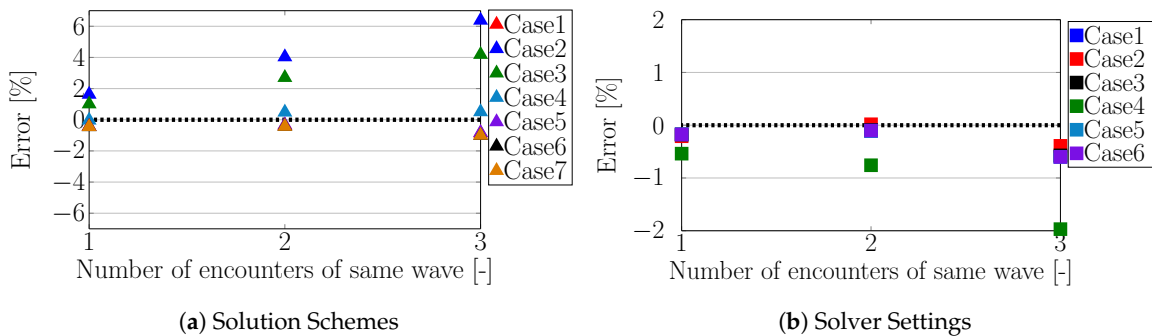 6
4
2
0
−2
−4
−6
Error [%]
1
2
3
Number of encounters of same wave [-]
Case1
Case2
Case3
Case4
Case5
Case6
Case7
(a) Solution Schemes
2
1
0
−1
−2
Error [%]
1
2
3
Number of encounters of same wave [-]
Case1
Case2
Case3
Case4
Case5
Case6
(b) Solver Settings